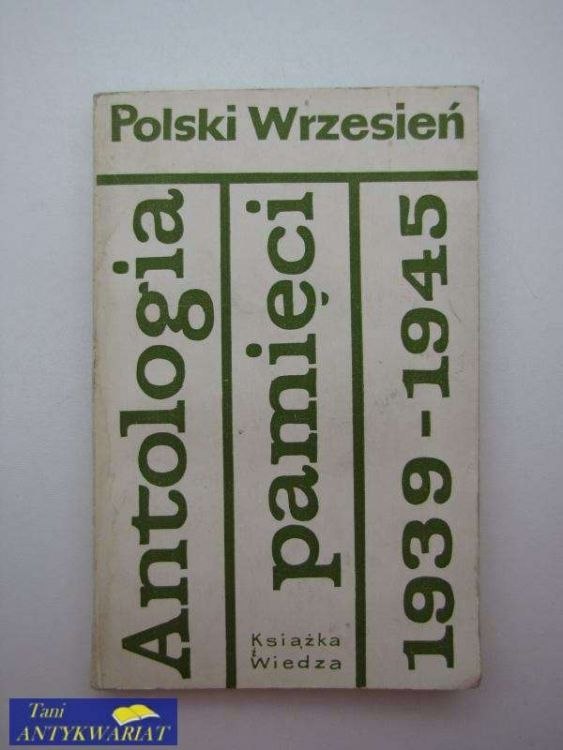 Polski Wrzesień
Antologia
pamięci
1939-1945
Książka
i
Wiedza
Tani
ANTYKWARIAT